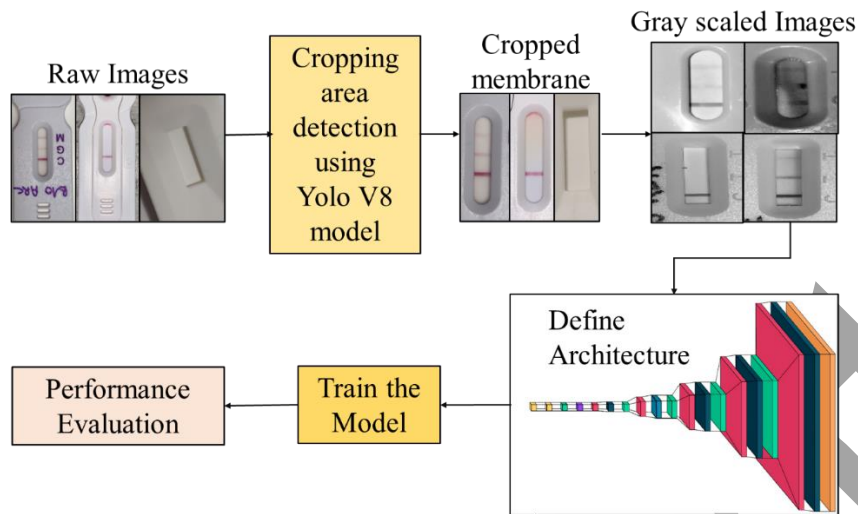 Raw Images
C
G
M
Cropping
area
detection
using
Yolo V8
model
Cropped
membrane
Gray scaled Images
Define
Architecture
Train the
Model
Performance
Evaluation